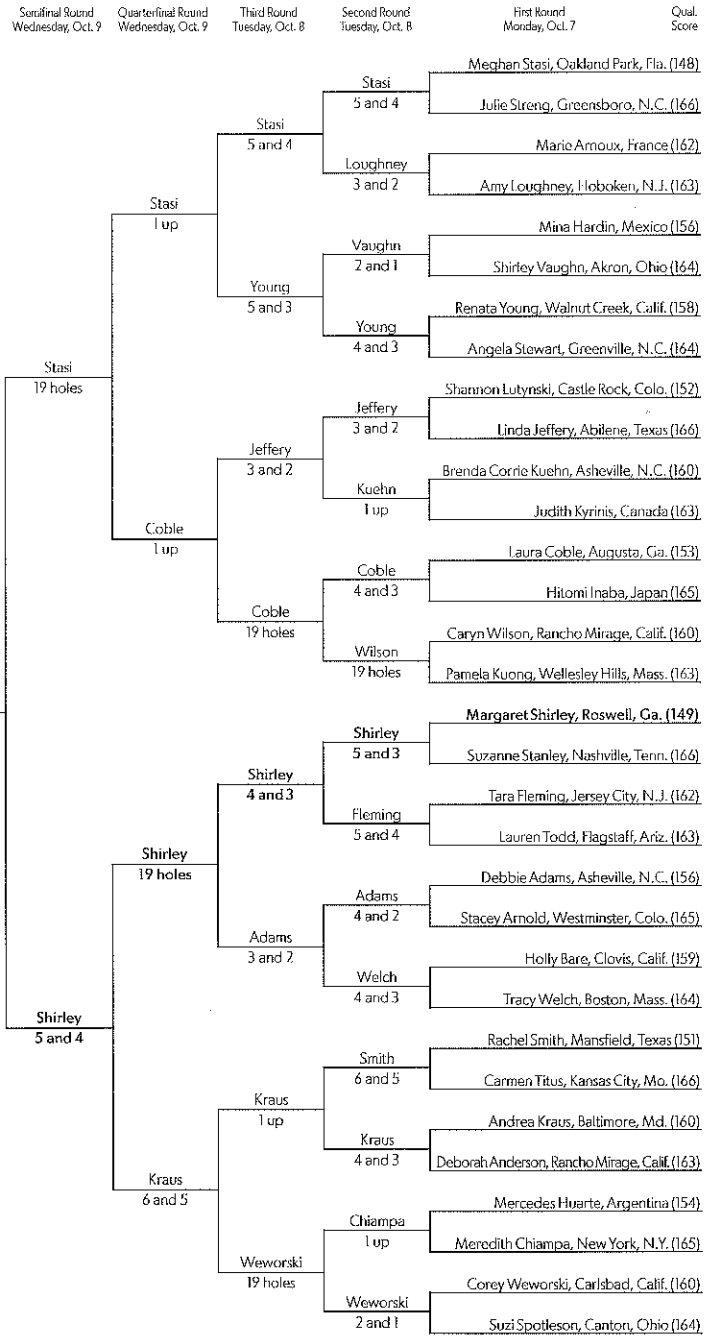 Semifinal Round
Wednesday, Oct. 9
Quarterfinal Round
Wednesday, Oct. 9
Third Round
Tuesday, Oct. 8
Second Round
Tuesday, Oct. 8
First Round
Monday, Oct. 7
Qual.
Score
Meghan Stasi, Oakland Park, Fla. (148)
Stasi
5 and 4
Julie Streng, Greensboro, N.C. (166)
Stasi
5 and 4
Marie Arnoux, France (162)
Loughney
3 and 2
Amy Loughney, Hoboken, N.J. (163)
Stasi
1 up
Mina Hardin, Mexico (156)
Vaughn
2 and 1
Shirley Vaughn, Akron, Ohio (164)
Young
5 and 3
Renata Young, Walnut Creek, Calif. (158)
Young
4 and 3
Angela Stewart, Greenville, N.C. (164)
Stasi
19 holes
Shannon Lutynski, Castle Rock, Colo. (152)
Jeffery
3 and 2
Linda Jeffery, Abilene, Texas (166)
Jeffery
3 and 2
Brenda Corrie Kuehn, Asheville, N.C. (160)
Kuehn
1 up
Judith Kyrinis, Canada (163)
Coble
1 up
Laura Coble, Augusta, Ga. (153)
Coble
4 and 3
Hitomi Inaba, Japan (165)
Coble
19 holes
Caryn Wilson, Rancho Mirage, Calif. (160)
Wilson
19 holes
Pamela Kuong, Wellesley Hills, Mass. (163)
Margaret Shirley, Roswell, Ga. (149)
Shirley
5 and 3
Suzanne Stanley, Nashville, Tenn. (166)
Shirley
4 and 3
Tara Fleming, Jersey City, N.J. (162)
Fleming
5 and 4
Lauren Todd, Flagstaff, Ariz. (163)
Shirley
19 holes
Debbie Adams, Asheville, N.C. (156)
Adams
4 and 2
Stacey Arnold, Westminster, Colo. (165)
Adams
3 and 2
Holly Bare, Clovis, Calif. (159)
Welch
4 and 3
Tracy Welch, Boston, Mass. (164)
Shirley
5 and 4
Rachel Smith, Mansfield, Texas (151)
Smith
6 and 5
Carmen Titus, Kansas City, Mo. (166)
Kraus
1 up
Andrea Kraus, Baltimore, Md. (160)
Kraus
4 and 3
Deborah Anderson, Rancho Mirage, Calif. (163)
Kraus
6 and 5
Mercedes Huarte, Argentina (154)
Chiampa
1 up
Meredith Chiampa, New York, N.Y. (165)
Weworski
19 holes
Corey Weworski, Carlsbad, Calif. (160)
Weworski
2 and 1
Suzi Spotleson, Canton, Ohio (164)